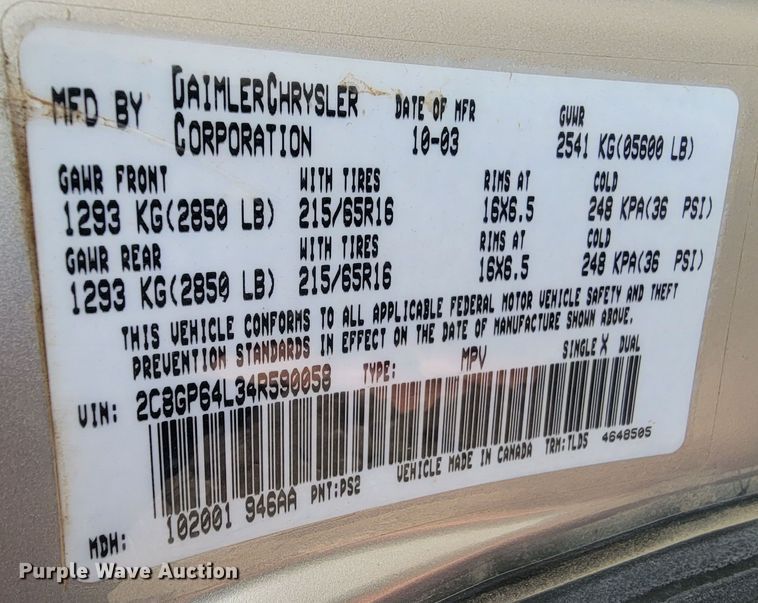 MFD BY DAIMLERCHRYSLER CORPORATION DATE OF MFR 10-03 GVWR 2541 KG(05600 LB)
GAWR FRONT WITH TIRES RIMS AT COLD
1293 KG(2850 LB) 215/65R16 16X6.5 248 KPA(36 PSI)
GAWR REAR WITH TIRES RIMS AT COLD
1293 KG(2850 LB) 215/65R16 16X6.5 248 KPA(36 PSI)
THIS VEHICLE CONFORMS TO ALL APPLICABLE FEDERAL MOTOR VEHICLE SAFETY AND THEFT
PREVENTION STANDARDS IN EFFECT ON THE DATE OF MANUFACTURE SHOWN ABOVE.
VIN: 2C8GP64L34R590058 TYPE: MPV SINGLE X DUAL
MDH: 102001 946AA PNT:PS2 VEHICLE MADE IN CANADA TRM:TLDS 4648505
Purple Wave Auction